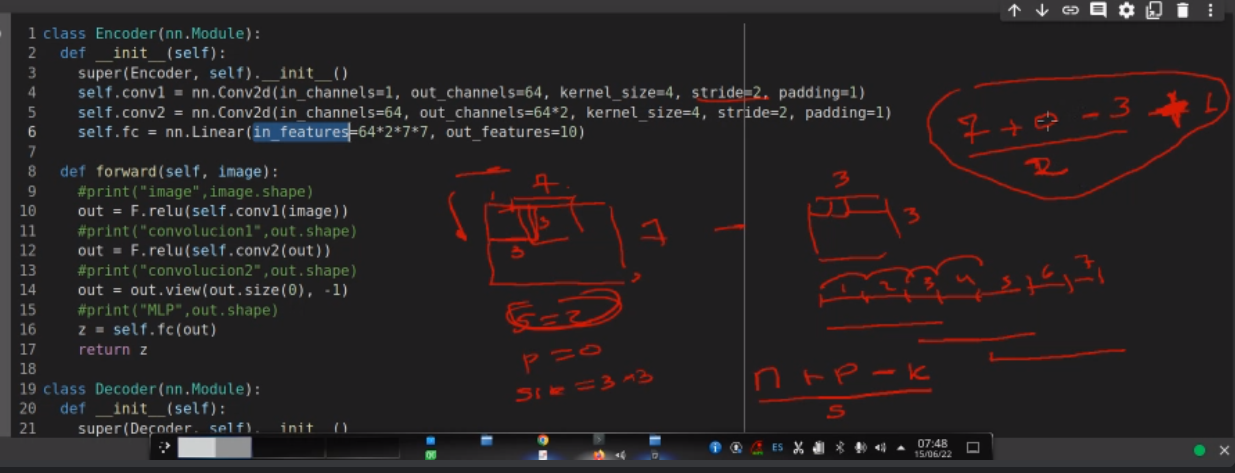 1 class Encoder(nn.Module):
2 def __init__(self):
3 super(Encoder, self).__init__()
4 self.conv1 = nn.Conv2d(in_channels=1, out_channels=64, kernel_size=4, stride=2, padding=1)
5 self.conv2 = nn.Conv2d(in_channels=64, out_channels=64*2, kernel_size=4, stride=2, padding=1)
6 self.fc = nn.Linear(in_features=64*2*7*7, out_features=10)
7
8 def forward(self, image):
9 #print("image",image.shape)
10 out = F.relu(self.conv1(image))
11 #print("convolucion1",out.shape)
12 out = F.relu(self.conv2(out))
13 #print("convolucion2",out.shape)
14 out = out.view(out.size(0), -1)
15 #print("MLP",out.shape)
16 z = self.fc(out)
17 return z
18
19 class Decoder(nn.Module):
20 def __init__(self):
21 super(Decoder, self).__init__()
7 + 0 - 3 + 1
2
7
3
3
7
3
3
1 2 3 4 5 6 7
S = 2
P = 0
size = 3 × 3
n + p - k
s
ES
07:48
15/06/22